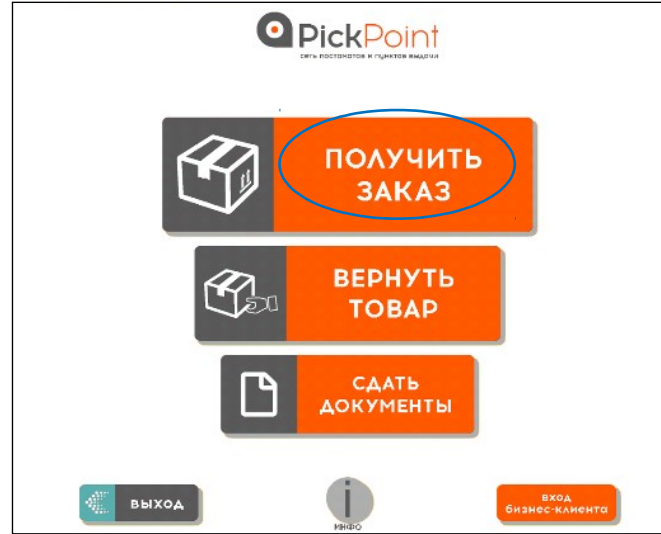 PickPoint
сеть постаматов и пунктов выдачи
ПОЛУЧИТЬ
ЗАКАЗ
ВЕРНУТЬ
ТОВАР
СДАТЬ
ДОКУМЕНТЫ
ВЫХОД
i
ИНФО
ВХОД
бизнес-клиента